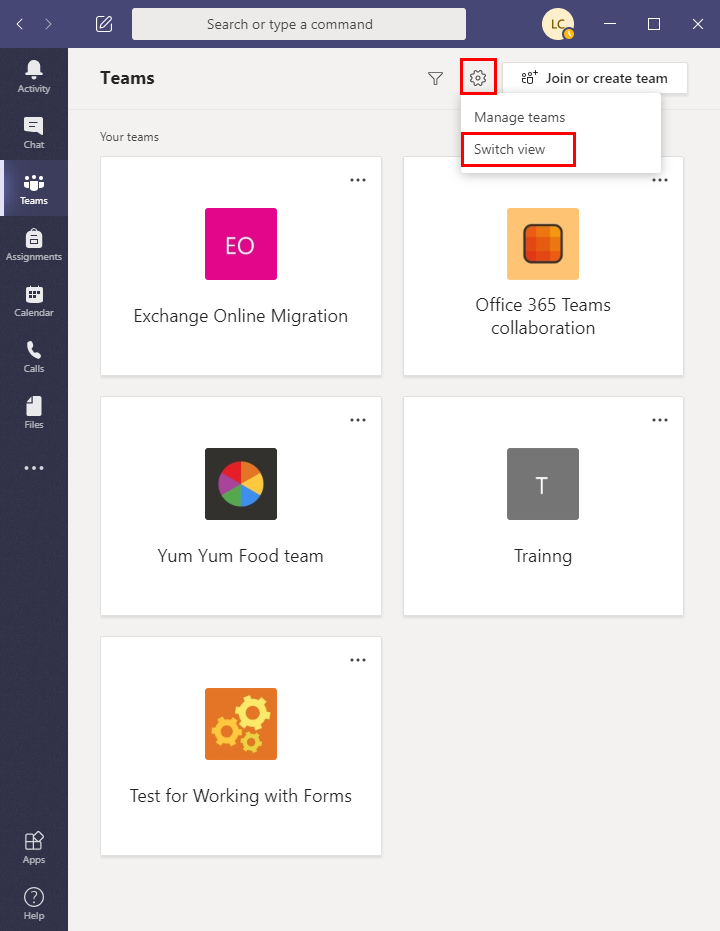 Search or type a command
LC
Activity
Chat
Teams
Assignments
Calendar
Calls
Files
Apps
Help
Teams
Join or create team
Manage teams
Switch view
Your teams
EO
Exchange Online Migration
Office 365 Teams
collaboration
Yum Yum Food team
T
Trainng
Test for Working with Forms